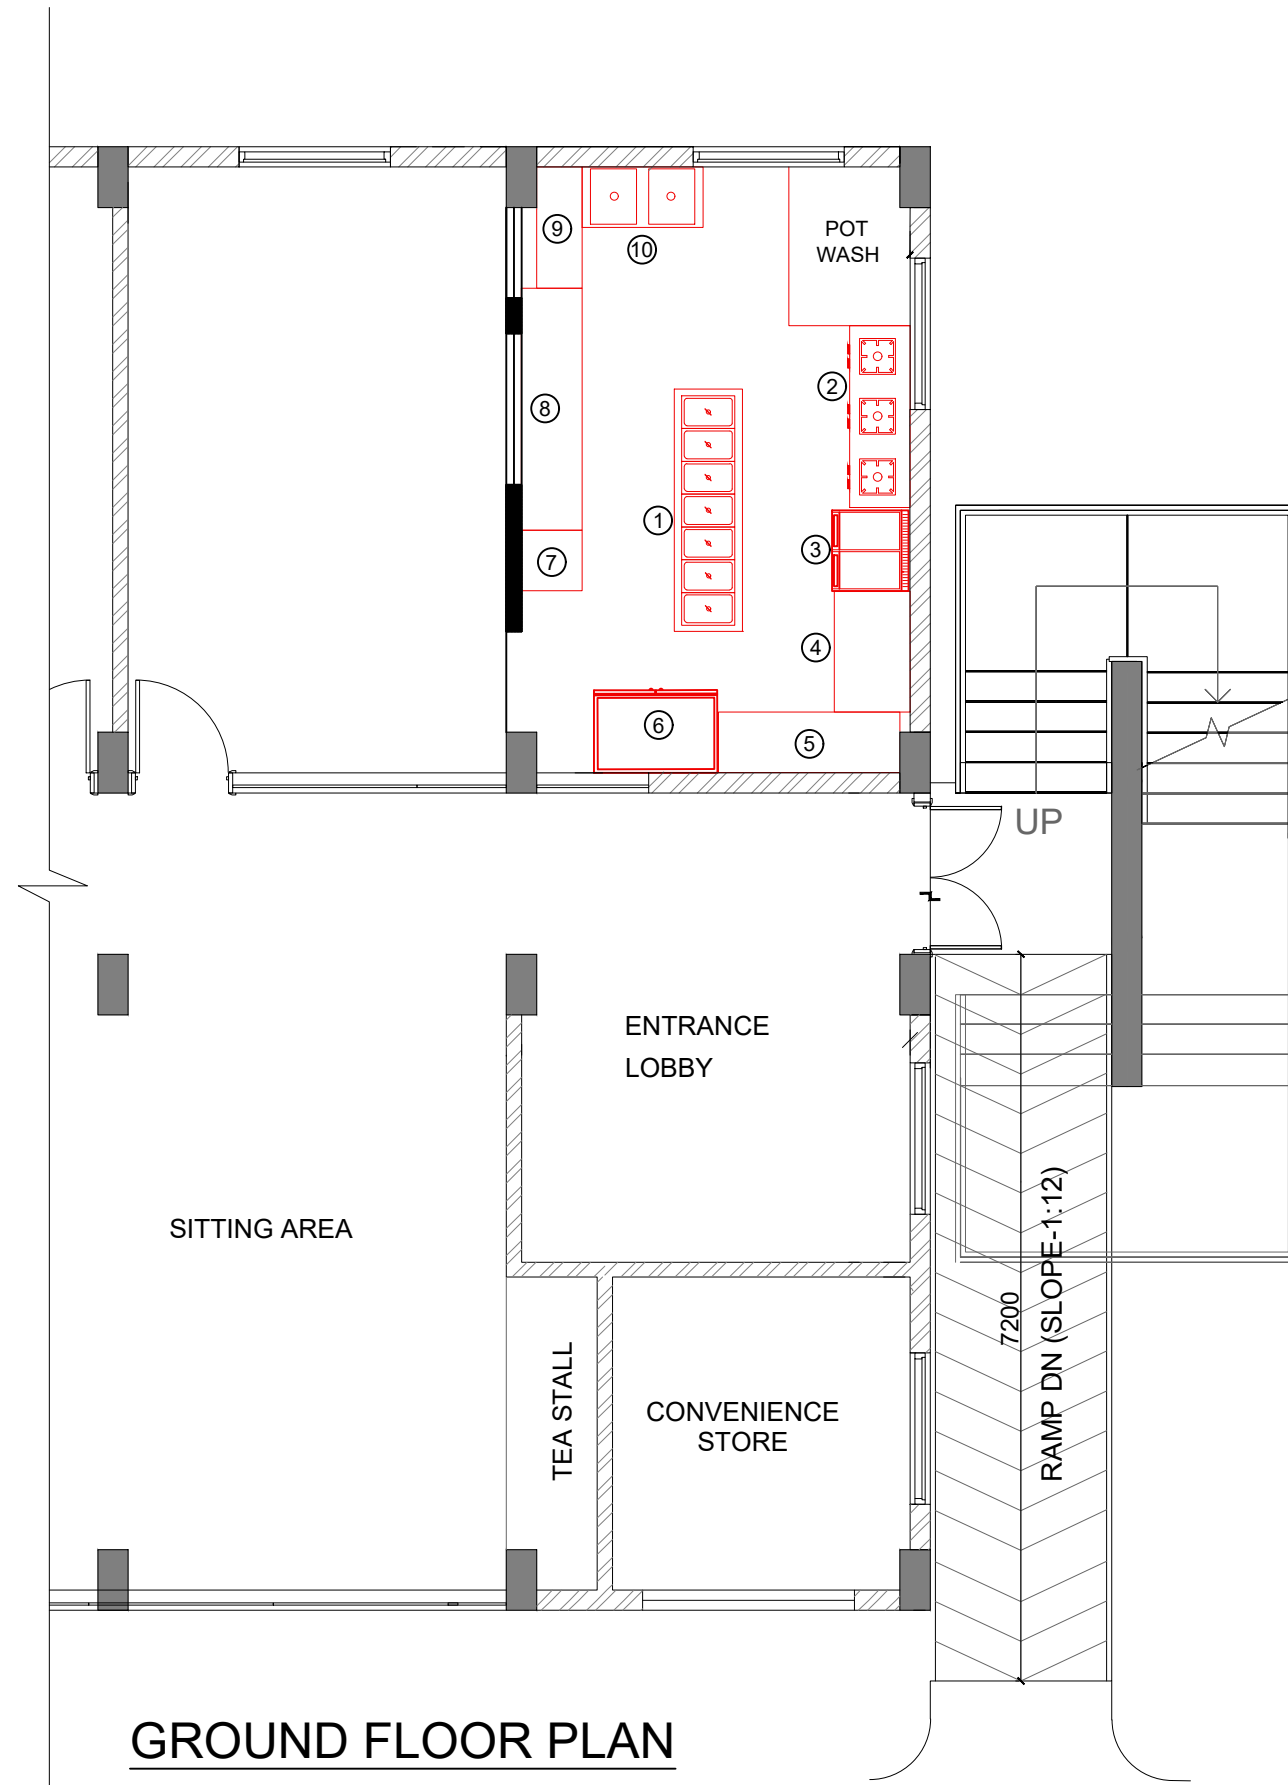 9
10
POT
WASH
2
8
1
3
7
4
6
5
UP
ENTRANCE
LOBBY
SITTING AREA
RAMP DN (SLOPE-1:12)
7200
TEA STALL
CONVENIENCE
STORE
GROUND FLOOR PLAN